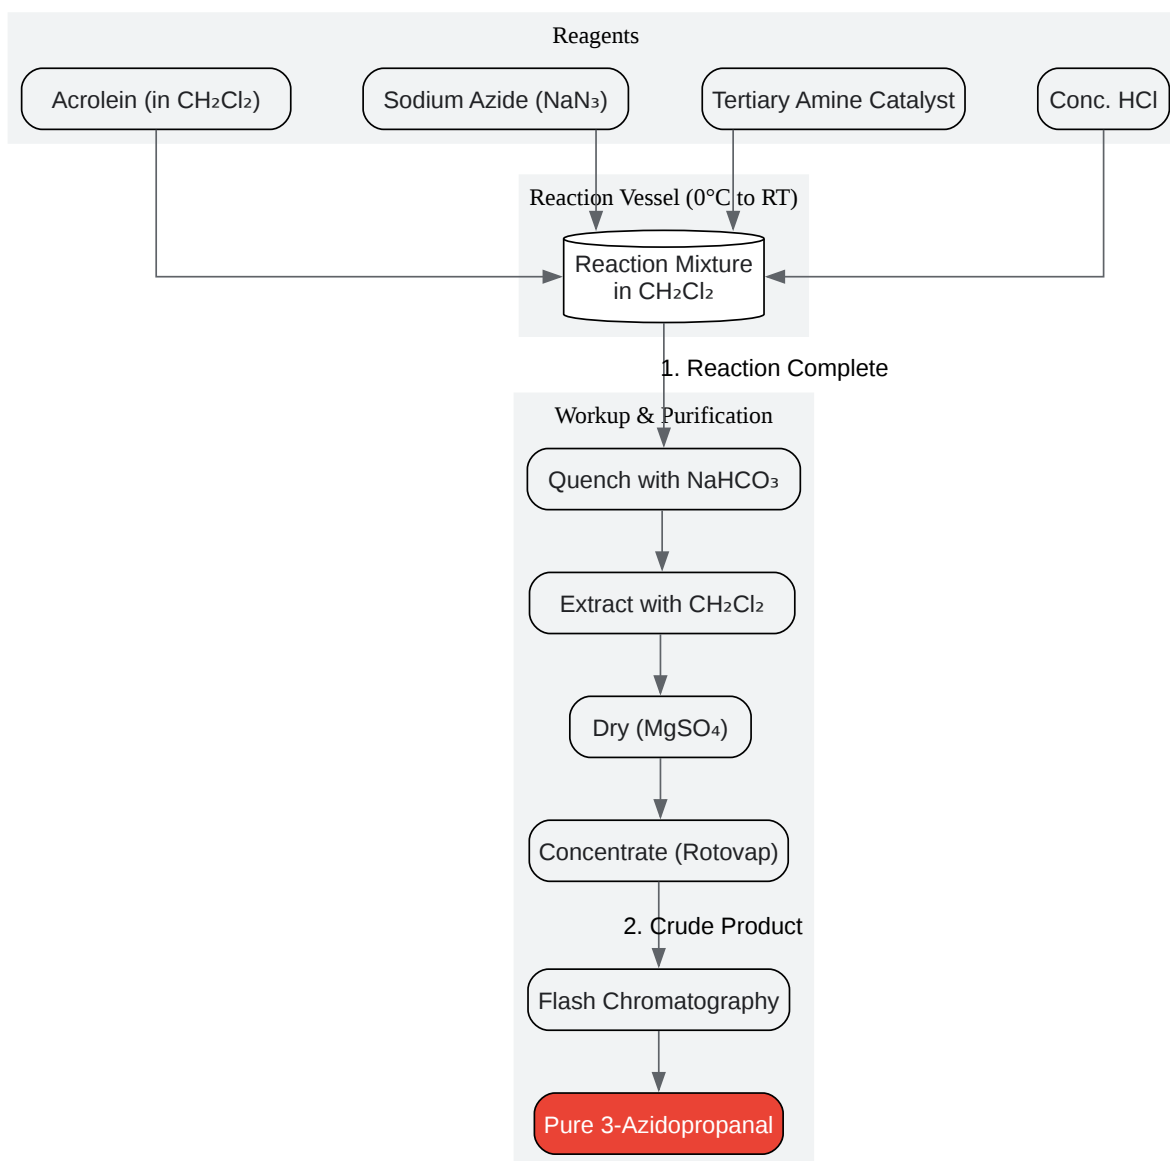 Reagents
Acrolein (in CH₂Cl₂)
Sodium Azide (NaN₃)
Tertiary Amine Catalyst
Conc. HCl
Reaction Vessel (0°C to RT)
Reaction Mixture
in CH₂Cl₂
1. Reaction Complete
Workup & Purification
Quench with NaHCO₃
Extract with CH₂Cl₂
Dry (MgSO₄)
Concentrate (Rotovap)
2. Crude Product
Flash Chromatography
Pure 3-Azidopropanal